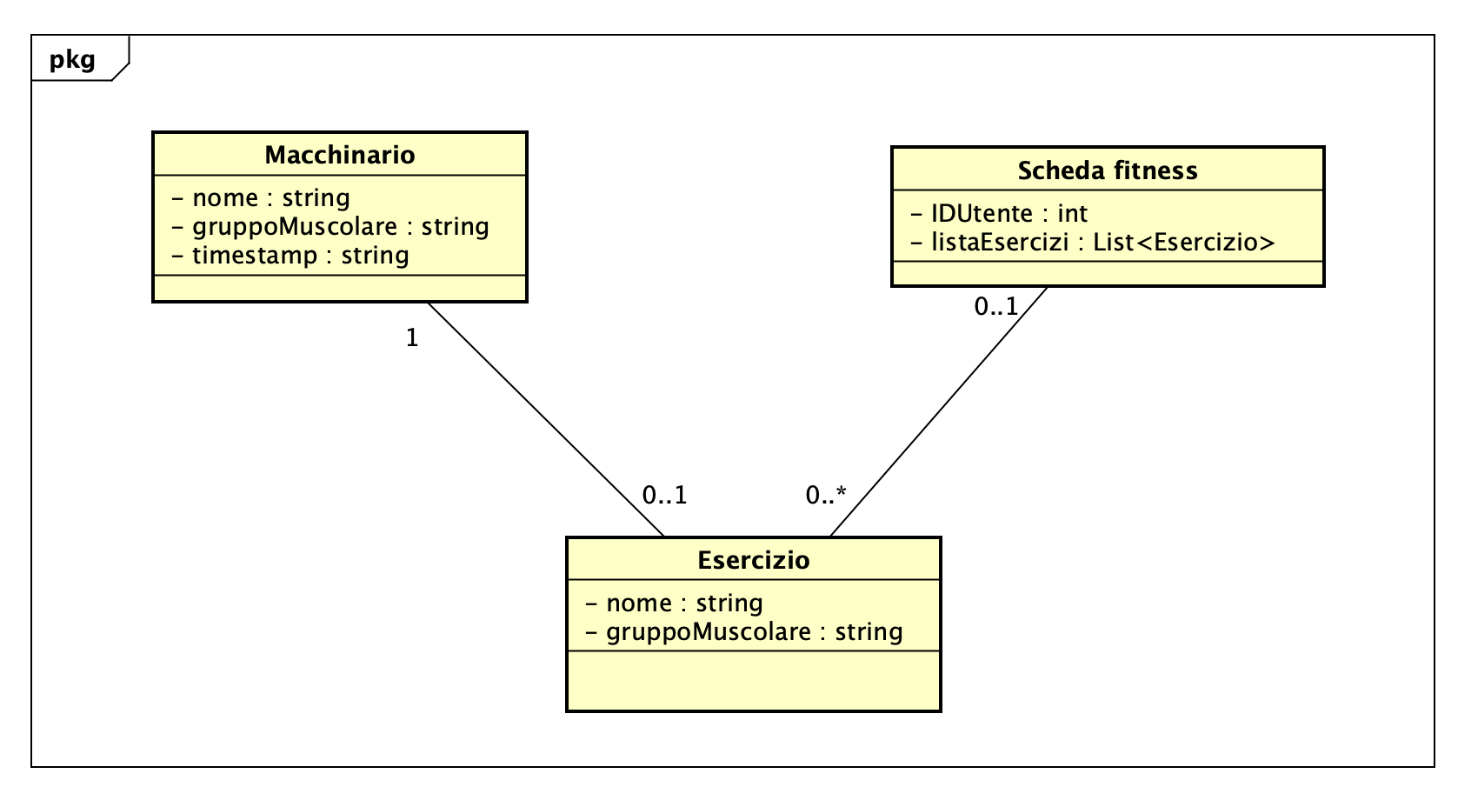 pkg
Macchinario
– nome : string
– gruppoMuscolare : string
– timestamp : string
Scheda fitness
– IDUtente : int
– listaEsercizi : List<Esercizio>
1
0..1
0..1
0..*
Esercizio
– nome : string
– gruppoMuscolare : string